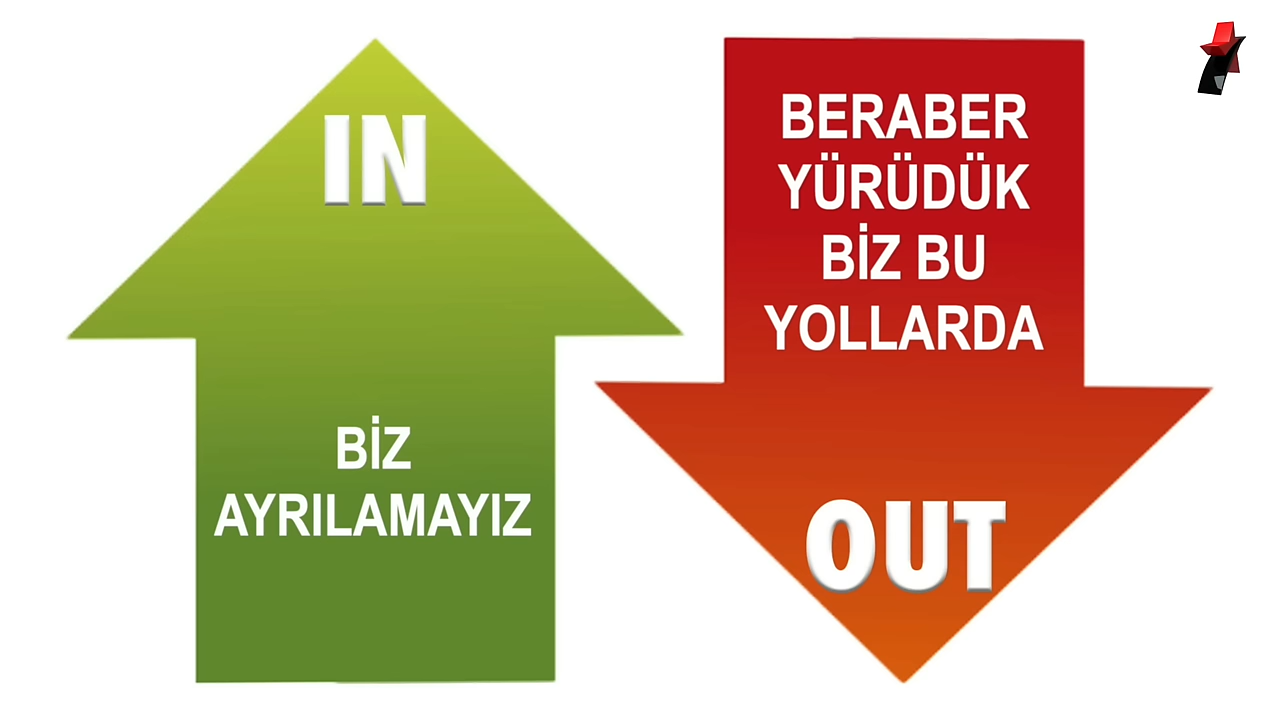 IN
BİZ
AYRILAMAYIZ
BERABER
YÜRÜDÜK
BİZ BU
YOLLARDA
OUT